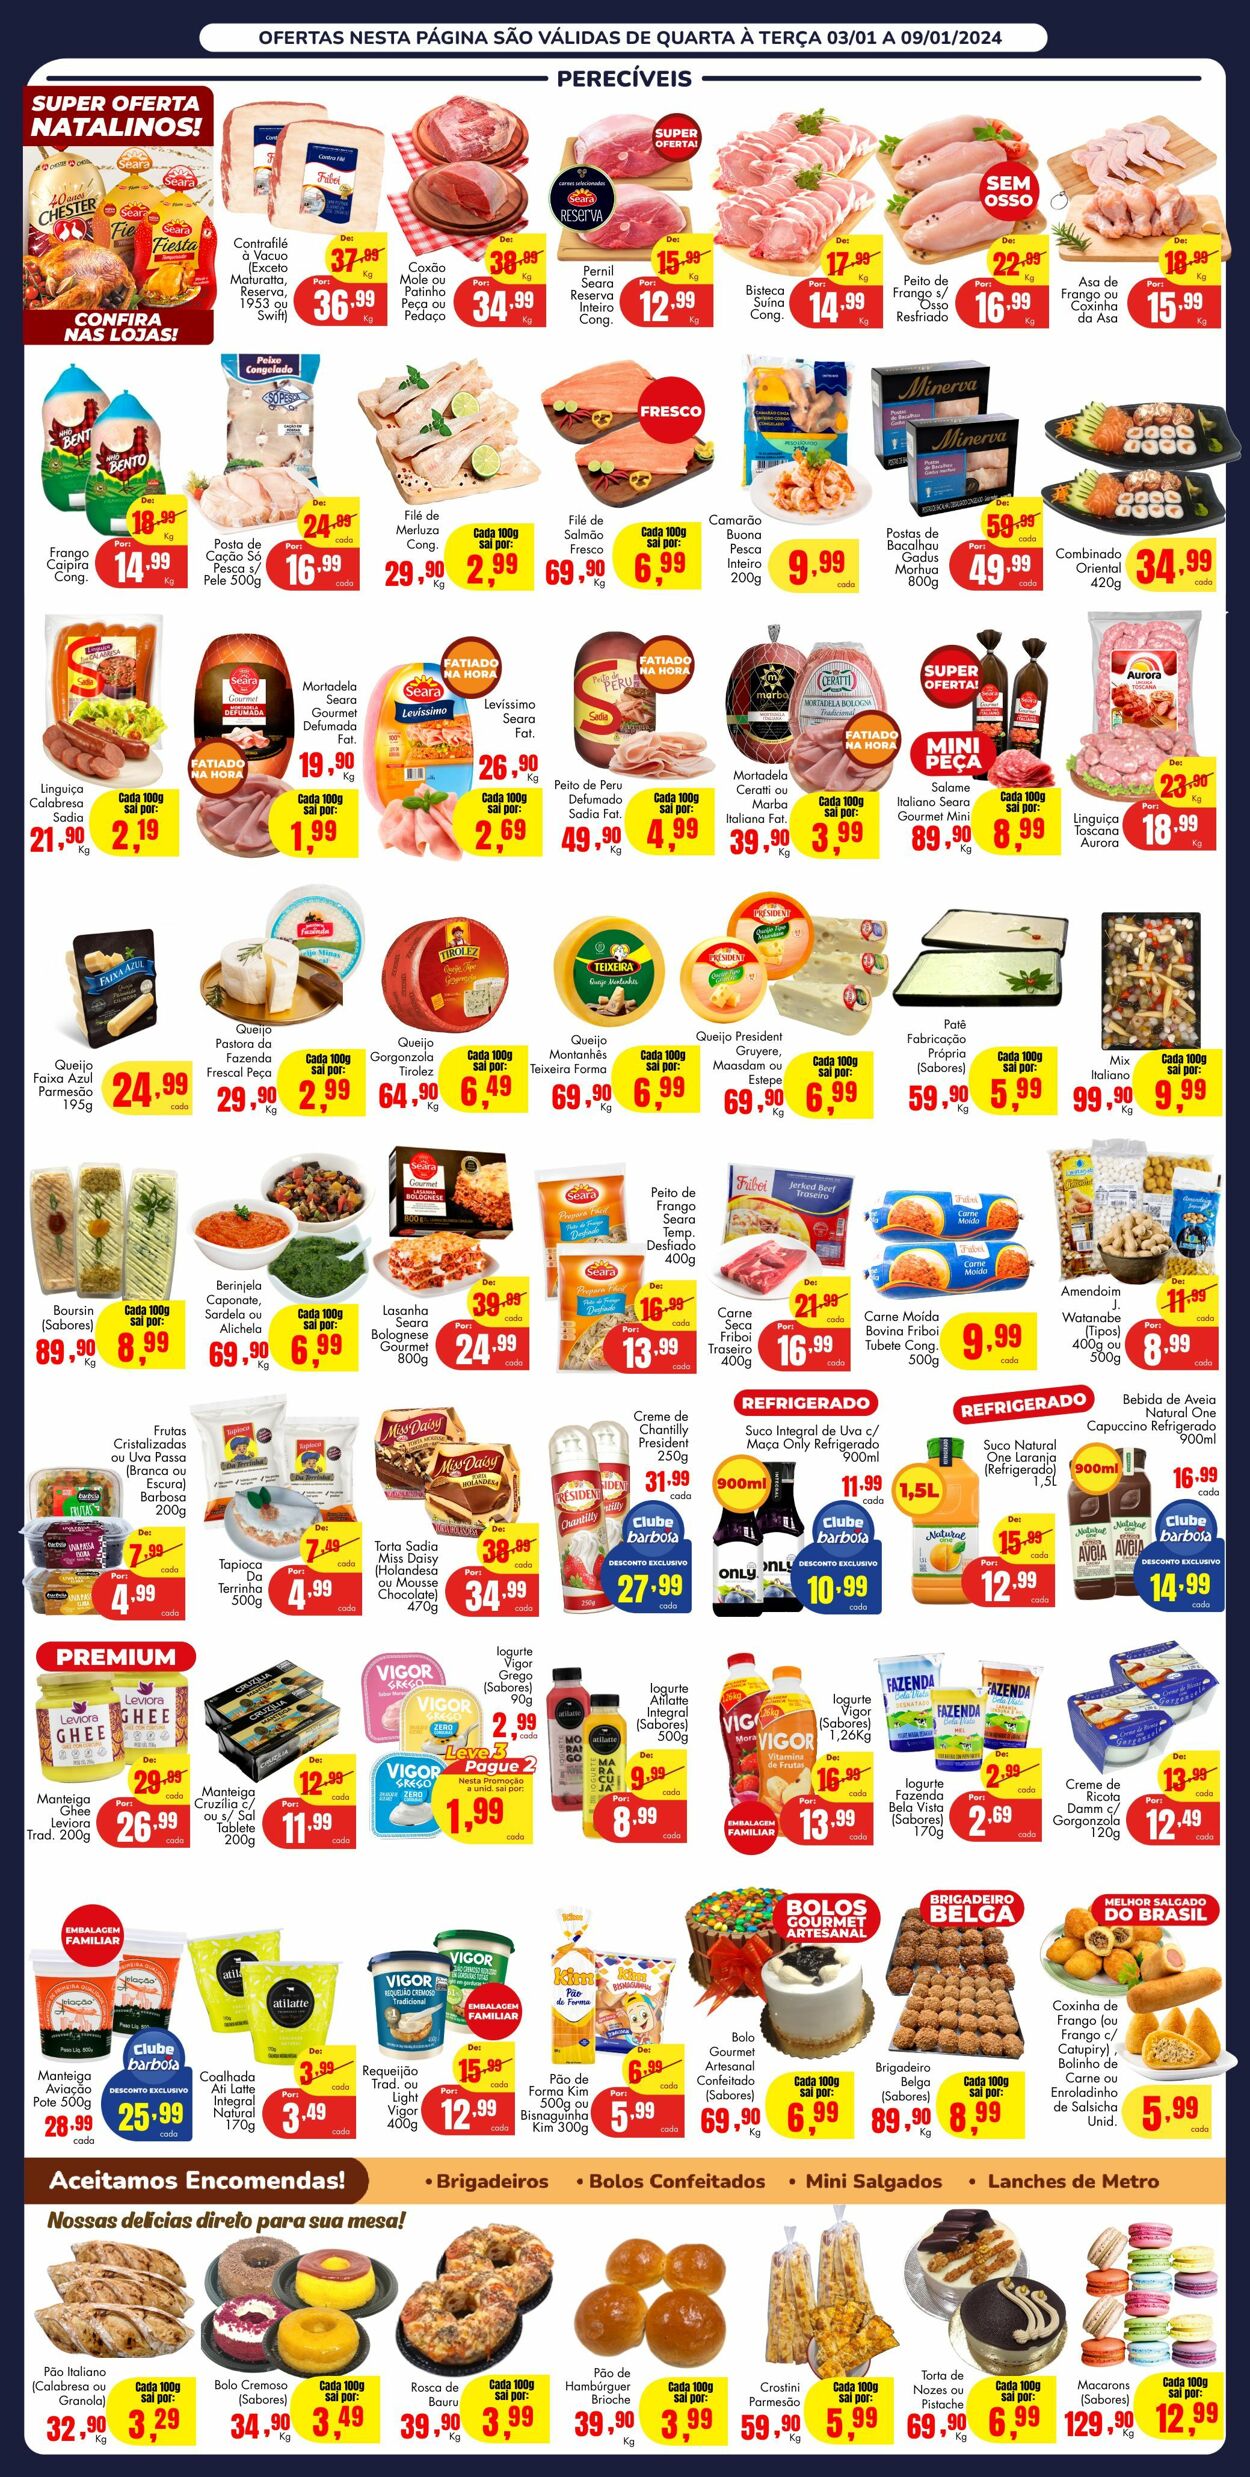 OFERTAS NESTA PÁGINA SÃO VÁLIDAS DE QUARTA À TERÇA 03/01 A 09/01/2024
PERECÍVEIS
SUPER OFERTA
NATALINOS!
CONFIRA
NAS LOJAS!
Contrafilé
à Vacuo
(Exceto
Maturatta,
Reserva,
1953 ou
Swift)
De:
37,99
Kg
Por:
36,99
Kg
Coxão
Mole ou
Patinho
Peça ou
Pedaço
De:
38,99
Kg
Por:
34,99
Kg
SUPER
OFERTA!
Pernil
Seara
Reserva
Inteiro
Cong.
De:
15,99
Kg
Por:
12,99
Kg
Bisteca
Suína
Cong.
De:
17,99
Kg
Por:
14,99
Kg
SEM
OSSO
Peito de
Frango s/
Osso
Resfriado
De:
22,99
Kg
Por:
16,99
Kg
Asa de
Frango ou
Coxinha
da Asa
De:
18,99
Kg
Por:
15,99
Kg
Frango
Caipira
Cong.
De:
18,99
Kg
Por:
14,99
Kg
Peixe
Congelado
Posta de
Cação Só
Pesca s/
Pele 500g
De:
24,99
cada
Por:
16,99
cada
Filé de
Merluza
Cong.
29,90
Kg
Cada 100g
sai por:
2,99
FRESCO
Filé de
Salmão
Fresco
69,90
Kg
Cada 100g
sai por:
6,99
Camarão
Buona
Pesca
Inteiro
200g
9,99
cada
Minerva
Minerva
Postas de
Bacalhau
Gadus
Morhua
800g
De:
59,99
cada
Por:
49,99
cada
Combinado
Oriental
420g
34,99
cada
Linguiça
Calabresa
Sadia
21,90
Kg
Cada 100g
sai por:
2,19
FATIADO
NA HORA
Mortadela
Seara
Gourmet
Defumada
Fat.
19,90
Kg
Cada 100g
sai por:
1,99
FATIADO
NA HORA
Levíssimo
Seara
Fat.
26,90
Kg
Cada 100g
sai por:
2,69
FATIADO
NA HORA
Peito de Peru
Defumado
Sadia Fat.
49,90
Kg
Cada 100g
sai por:
4,99
FATIADO
NA HORA
Mortadela
Ceratti ou
Marba
Italiana Fat.
39,90
Kg
Cada 100g
sai por:
3,99
SUPER
OFERTA!
MINI
PEÇA
Salame
Italiano Seara
Gourmet Mini
89,90
Kg
Cada 100g
sai por:
8,99
Aurora
LINGUIÇA
TOSCANA
Linguiça
Toscana
Aurora
De:
23,90
Kg
Por:
18,99
Kg
FAIXA AZUL
Queijo
Faixa Azul
Parmesão
195g
24,99
cada
Queijo
Pastora da
Fazenda
Frescal Peça
29,90
Kg
Cada 100g
sai por:
2,99
TIROLEZ
Queijo
Gorgonzola
Tirolez
64,90
Kg
Cada 100g
sai por:
6,49
TEIXEIRA
Queijo Montanhês
Queijo
Montanhês
Teixeira Forma
69,90
Kg
Cada 100g
sai por:
6,99
PRÉSIDENT
Queijo President
Gruyere,
Maasdam ou
Estepe
69,90
Kg
Cada 100g
sai por:
6,99
Patê
Fabricação
Própria
(Sabores)
59,90
Kg
Cada 100g
sai por:
5,99
Mix
Italiano
99,90
Kg
Cada 100g
sai por:
9,99
Boursin
(Sabores)
89,90
Kg
Cada 100g
sai por:
8,99
Berinjela
Caponate,
Sardela ou
Alichela
69,90
Kg
Cada 100g
sai por:
6,99
Lasanha
Seara
Bolognese
Gourmet
800g
De:
39,99
cada
Por:
24,99
cada
Peito de
Frango
Seara
Temp.
Desfiado
400g
De:
16,99
cada
Por:
13,99
cada
Friboi
Jerked Beef
Traseiro
Carne
Seca
Friboi
Traseiro
400g
De:
21,99
cada
Por:
16,99
cada
Friboi
Carne
Moída
Carne Moída
Bovina Friboi
Tubete Cong.
500g
9,99
cada
Amendoim
J.
Watanabe
(Tipos)
400g ou
500g
De:
11,99
cada
Por:
8,99
cada
Frutas
Cristalizadas
ou Uva Passa
(Branca ou
Escura)
Barbosa
200g
De:
7,99
cada
Por:
4,99
cada
Tapioca
Da
Terrinha
500g
De:
7,49
cada
Por:
4,99
cada
Miss Daisy
Miss Daisy
Torta Sadia
Miss Daisy
(Holandesa
ou Mousse
Chocolate)
470g
De:
38,99
cada
Por:
34,99
cada
Creme de
Chantilly
President
250g
31,99
cada
Clube
barbosa
DESCONTO EXCLUSIVO
27,99
cada
REFRIGERADO
Suco Integral de Uva c/
Maça Only Refrigerado
900ml
900ml
11,99
cada
Clube
barbosa
DESCONTO EXCLUSIVO
10,99
cada
REFRIGERADO
Suco Natural
One Laranja
(Refrigerado)
1,5L
1,5L
De:
15,99
cada
Por:
12,99
cada
Bebida de Aveia
Natural One
Capuccino Refrigerado
900ml
900ml
16,99
cada
Clube
barbosa
DESCONTO EXCLUSIVO
14,99
cada
PREMIUM
Leviora
GHEE
Manteiga
Ghee
Leviora
Trad. 200g
De:
29,99
cada
Por:
26,99
cada
Manteiga
Cruzília c/
ou s/ Sal
Tablete
200g
De:
12,99
cada
Por:
11,99
cada
VIGOR
GREGO
Iogurte
Vigor
Grego
(Sabores)
90g
2,99
cada
Leve 3
Pague 2
Nesta Promoção
a unid. sai por:
1,99
cada
Iogurte
Atilatte
Integral
(Sabores)
500g
De:
9,99
cada
Por:
8,99
cada
VIGOR
EMBALAGEM
FAMILIAR
Iogurte
Vigor
(Sabores)
1,26Kg
De:
16,99
cada
Por:
13,99
cada
FAZENDA
Bela Vista
Iogurte
Fazenda
Bela Vista
(Sabores)
170g
De:
2,99
cada
Por:
2,69
cada
Creme de
Ricota
Damm c/
Gorgonzola
120g
De:
13,99
cada
Por:
12,49
cada
EMBALAGEM
FAMILIAR
Manteiga
Aviação
Pote 500g
28,99
cada
Clube
barbosa
DESCONTO EXCLUSIVO
25,99
cada
atilatte
Coalhada
Ati Latte
Integral
Natural
170g
De:
3,99
cada
Por:
3,49
cada
VIGOR
REQUEIJÃO CREMOSO
Tradicional
EMBALAGEM
FAMILIAR
Requeijão
Trad. ou
Light
Vigor
400g
De:
15,99
cada
Por:
12,99
cada
Pão de
Forma Kim
500g ou
Bisnaguinha
Kim 300g
De:
6,99
cada
Por:
5,99
cada
BOLOS
GOURMET
ARTESANAL
Bolo
Gourmet
Artesanal
Confeitado
(Sabores)
69,90
Kg
Cada 100g
sai por:
6,99
BRIGADEIRO
BELGA
Brigadeiro
Belga
(Sabores)
89,90
Kg
Cada 100g
sai por:
8,99
MELHOR SALGADO
DO BRASIL
Coxinha de
Frango (ou
Frango c/
Catupiry) ,
Bolinho de
Carne ou
Enroladinho
de Salsicha
Unid.
5,99
cada
Aceitamos Encomendas!
• Brigadeiros • Bolos Confeitados • Mini Salgados • Lanches de Metro
Nossas delícias direto para sua mesa!
Pão Italiano
(Calabresa ou
Granola)
32,90
Kg
Cada 100g
sai por:
3,29
Bolo Cremoso
(Sabores)
34,90
Kg
Cada 100g
sai por:
3,49
Rosca de
Bauru
39,90
Kg
Cada 100g
sai por:
3,99
Pão de
Hambúrguer
Brioche
39,90
Kg
Cada 100g
sai por:
3,99
Crostini
Parmesão
59,90
Kg
Cada 100g
sai por:
5,99
Torta de
Nozes ou
Pistache
69,90
Kg
Cada 100g
sai por:
6,99
Macarons
(Sabores)
129,90
Kg
Cada 100g
sai por:
12,99